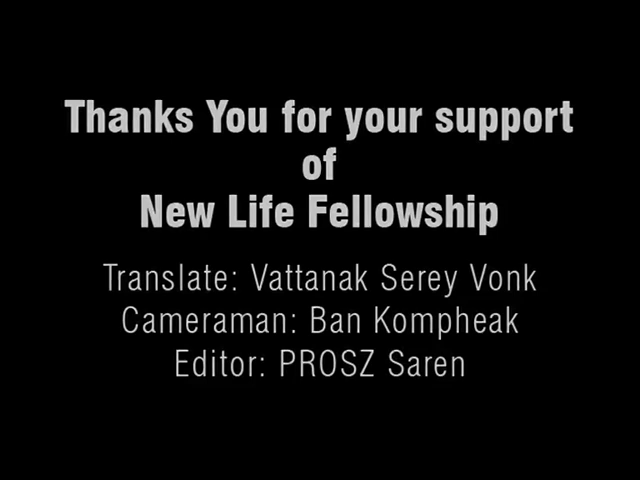 Thanks You for your support
of
New Life Fellowship
Translate: Vattanak Serey Vonk
Cameraman: Ban Kompheak
Editor: PROSZ Saren